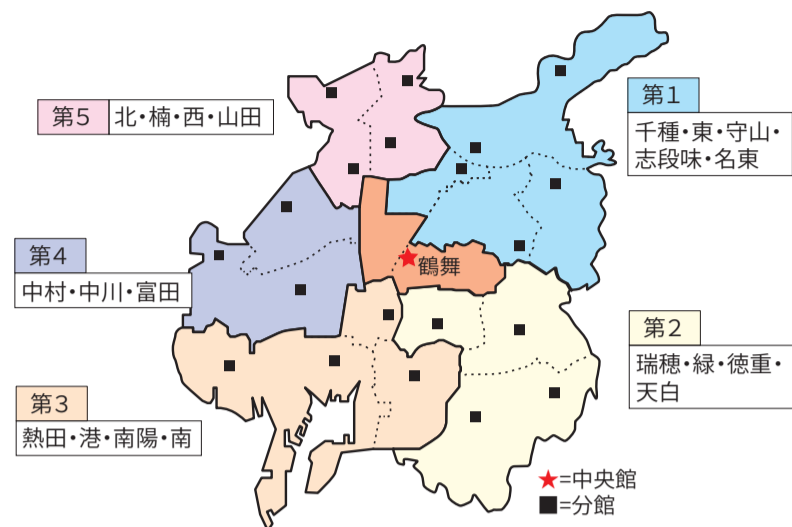 第5
北・楠・西・山田
第1
千種・東・守山・
志段味・名東
第4
中村・中川・富田
鶴舞
第2
瑞穂・緑・徳重・
天白
第3
熱田・港・南陽・南
★=中央館
■=分館